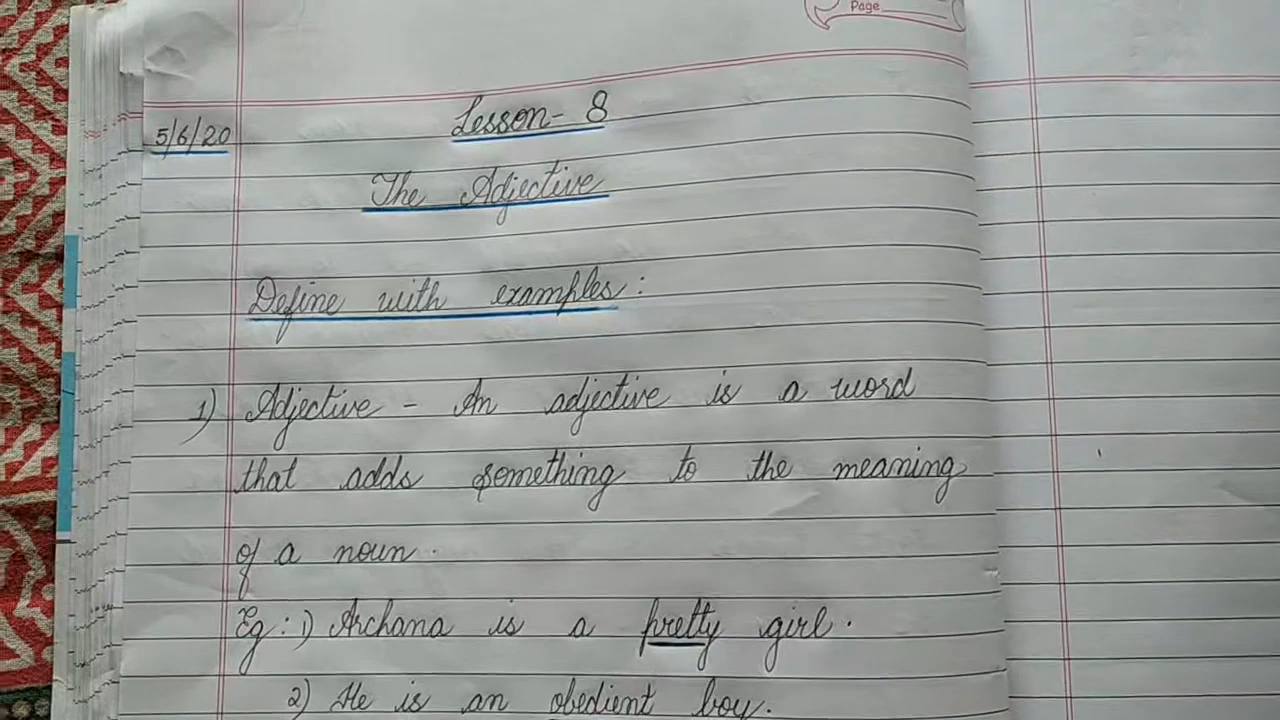 Page
Lesson- 8
5/6/20
The Adjective
Define with examples:
1) Adjective - An adjective is a word
that adds something to the meaning
of a noun.
Eg: 1) Archana is a pretty girl.
2) He is an obedient boy.